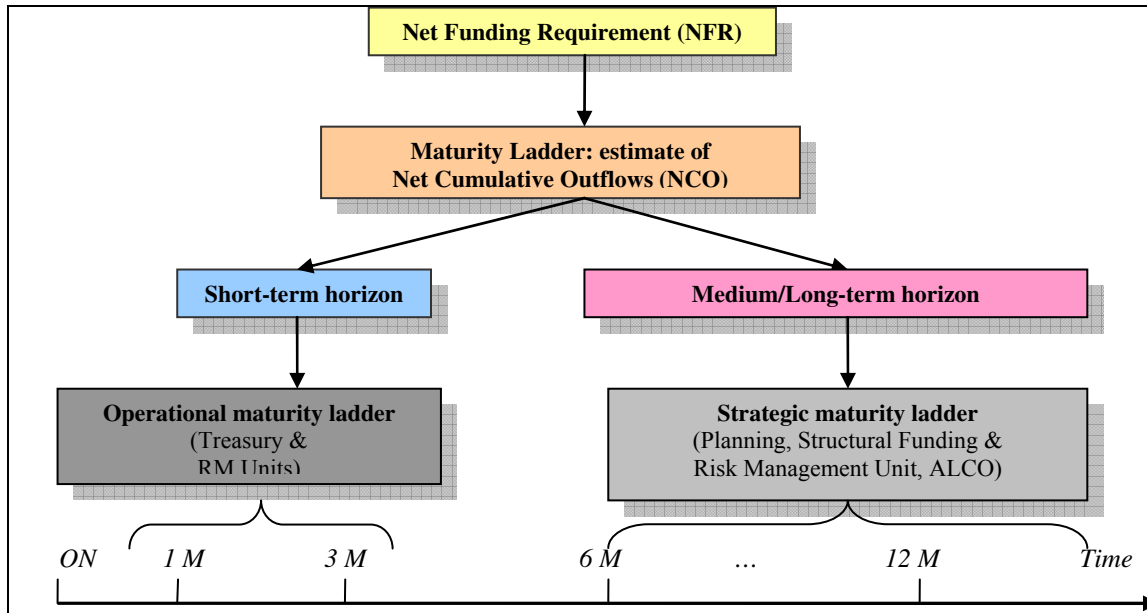 Net Funding Requirement (NFR)
Maturity Ladder: estimate of
Net Cumulative Outflows (NCO)
Short-term horizon
Medium/Long-term horizon
Operational maturity ladder
(Treasury &
RM Units)
Strategic maturity ladder
(Planning, Structural Funding &
Risk Management Unit, ALCO)
ON 1 M 3 M 6 M … 12 M Time